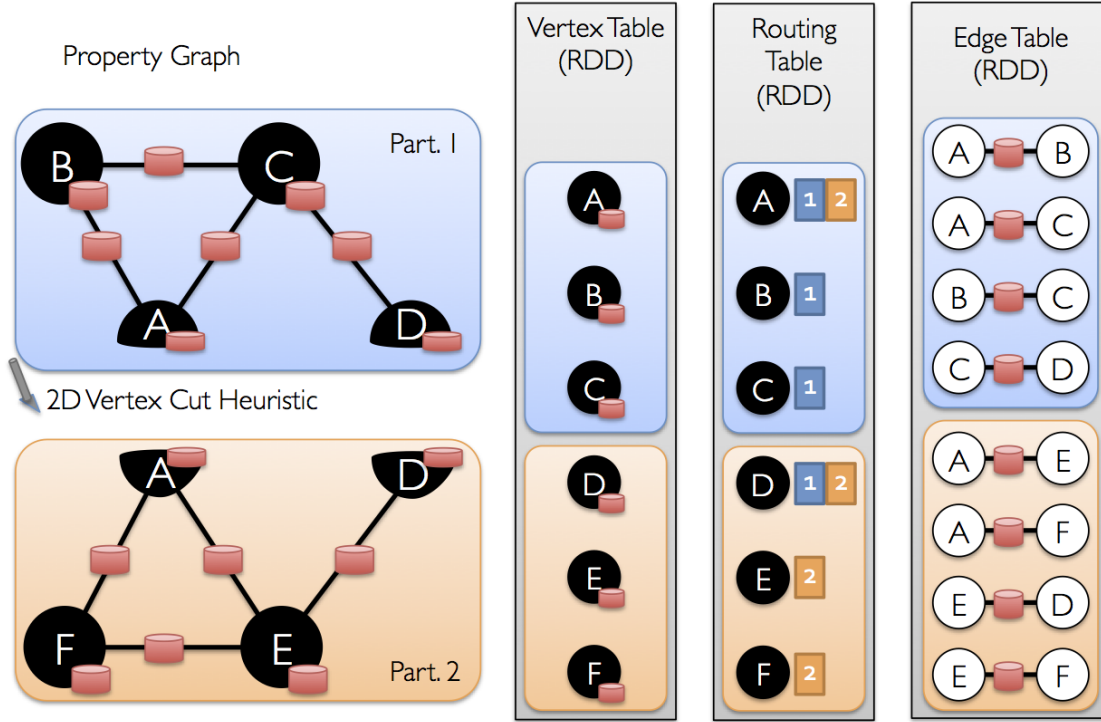 Property Graph
Part. 1
B
C
A
D
2D Vertex Cut Heuristic
A
D
F
E
Part. 2
Vertex Table
(RDD)
A
B
C
D
E
F
Routing
Table
(RDD)
A 1 2
B 1
C 1
D 1 2
E 2
F 2
Edge Table
(RDD)
A B
A C
B C
C D
A E
A F
E D
E F